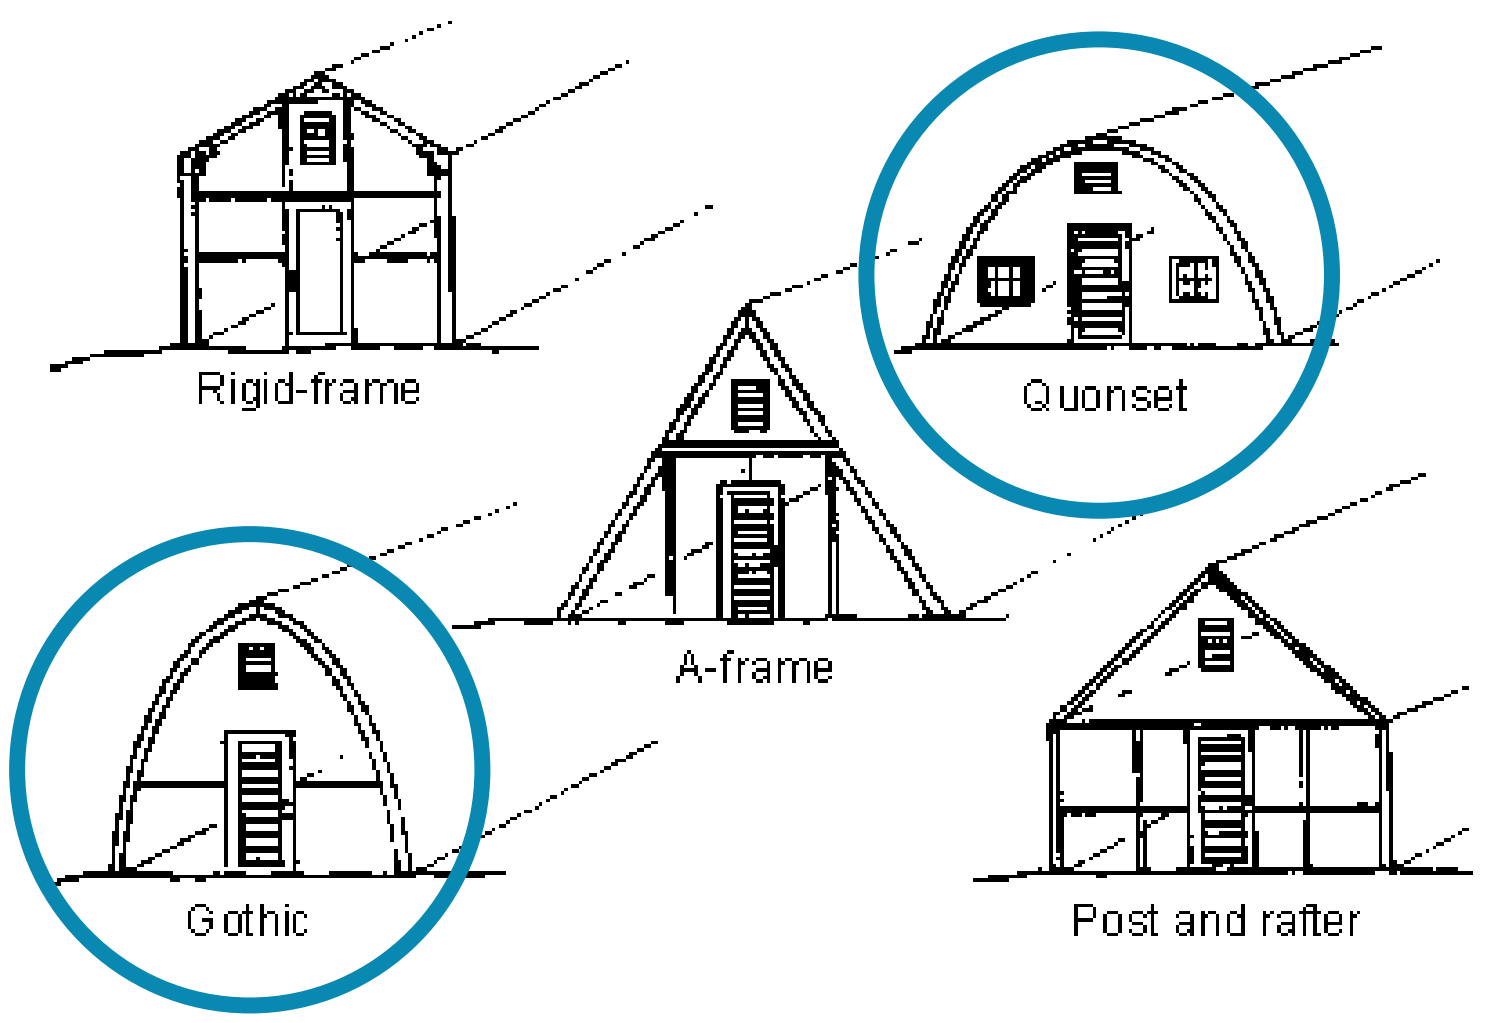 Rigid-frame
Quonset
A-frame
Gothic
Post and rafter